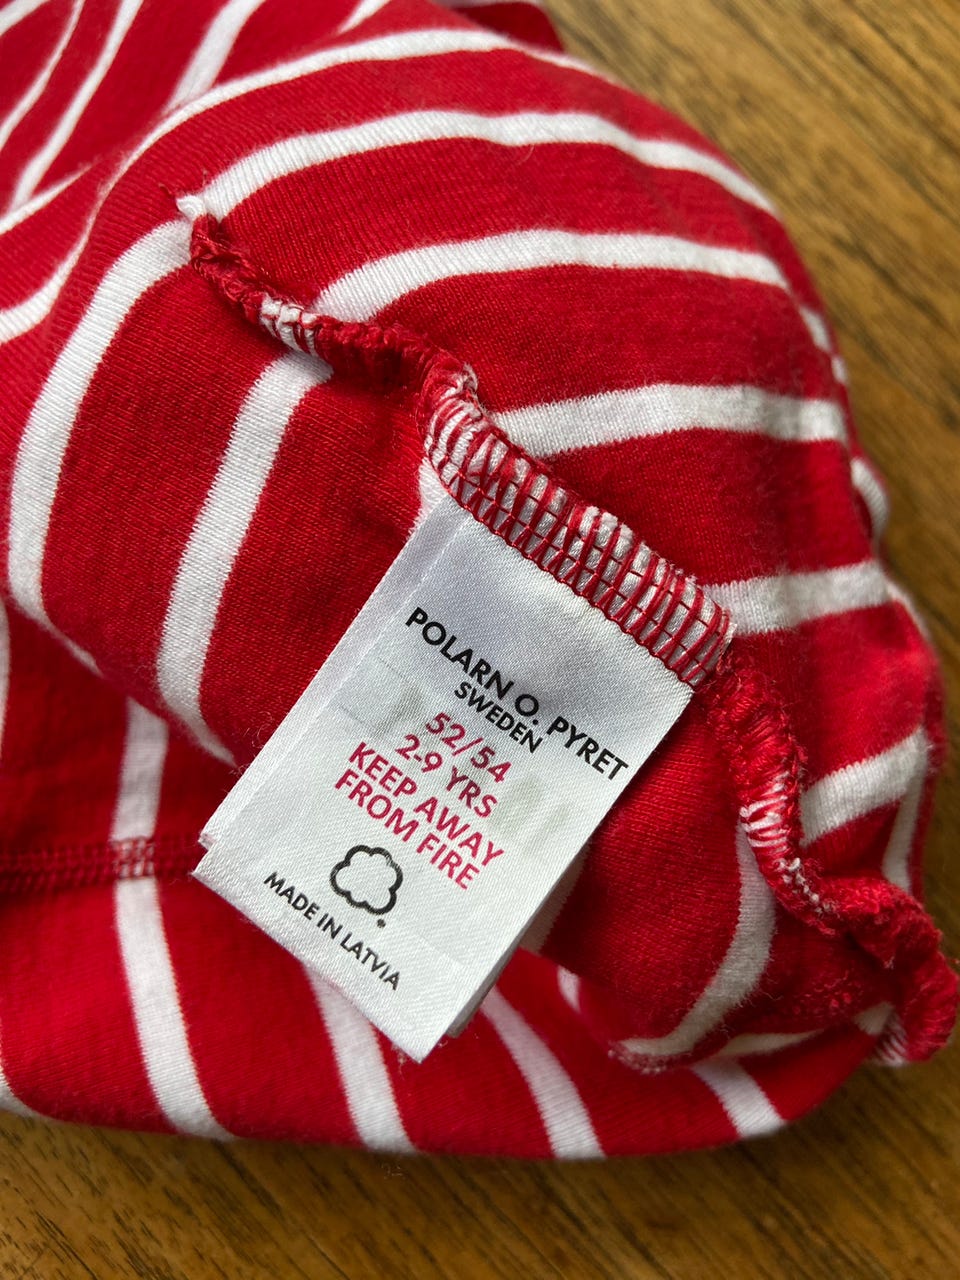 POLARN O. PYRET
SWEDEN
52/54
2-9 YRS
KEEP AWAY
FROM FIRE
MADE IN LATVIA